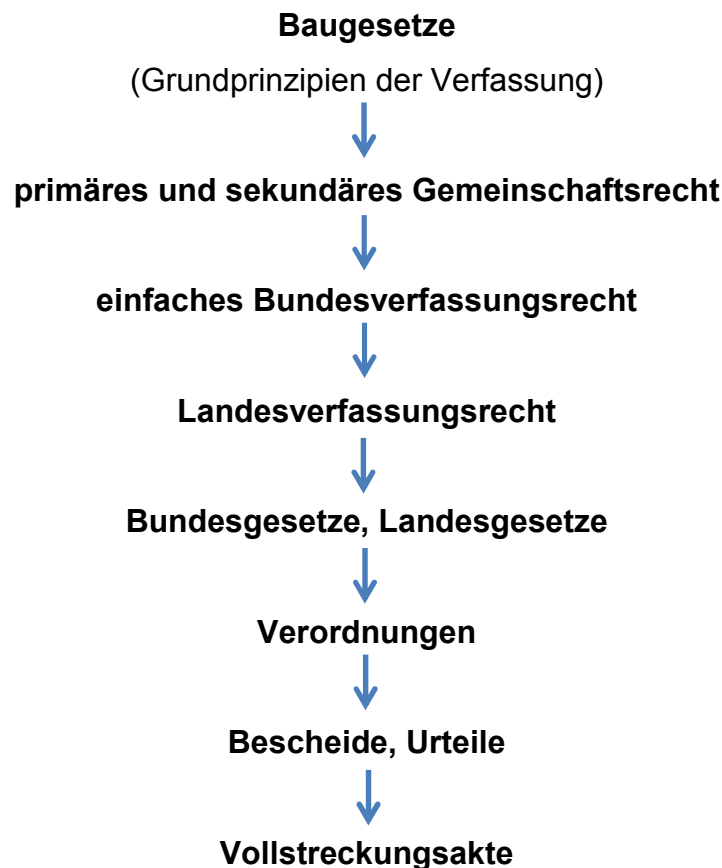 Baugesetze
(Grundprinzipien der Verfassung)
primäres und sekundäres Gemeinschaftsrecht
einfaches Bundesverfassungsrecht
Landesverfassungsrecht
Bundesgesetze, Landesgesetze
Verordnungen
Bescheide, Urteile
Vollstreckungsakte